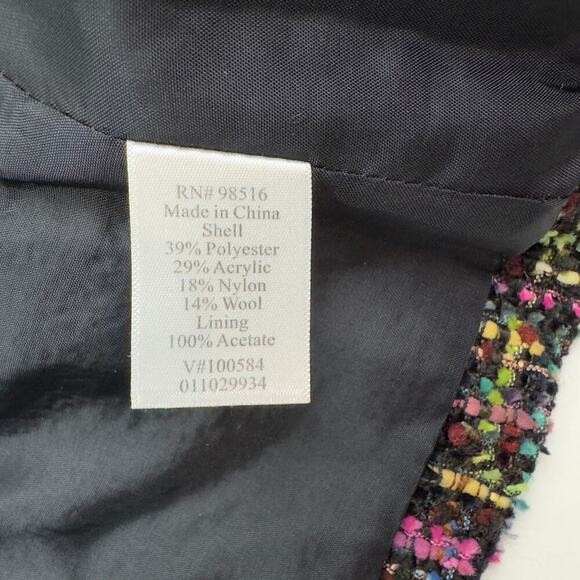 RN# 98516
Made in China
Shell
39% Polyester
29% Acrylic
18% Nylon
14% Wool
Lining
100% Acetate
V#100584
011029934